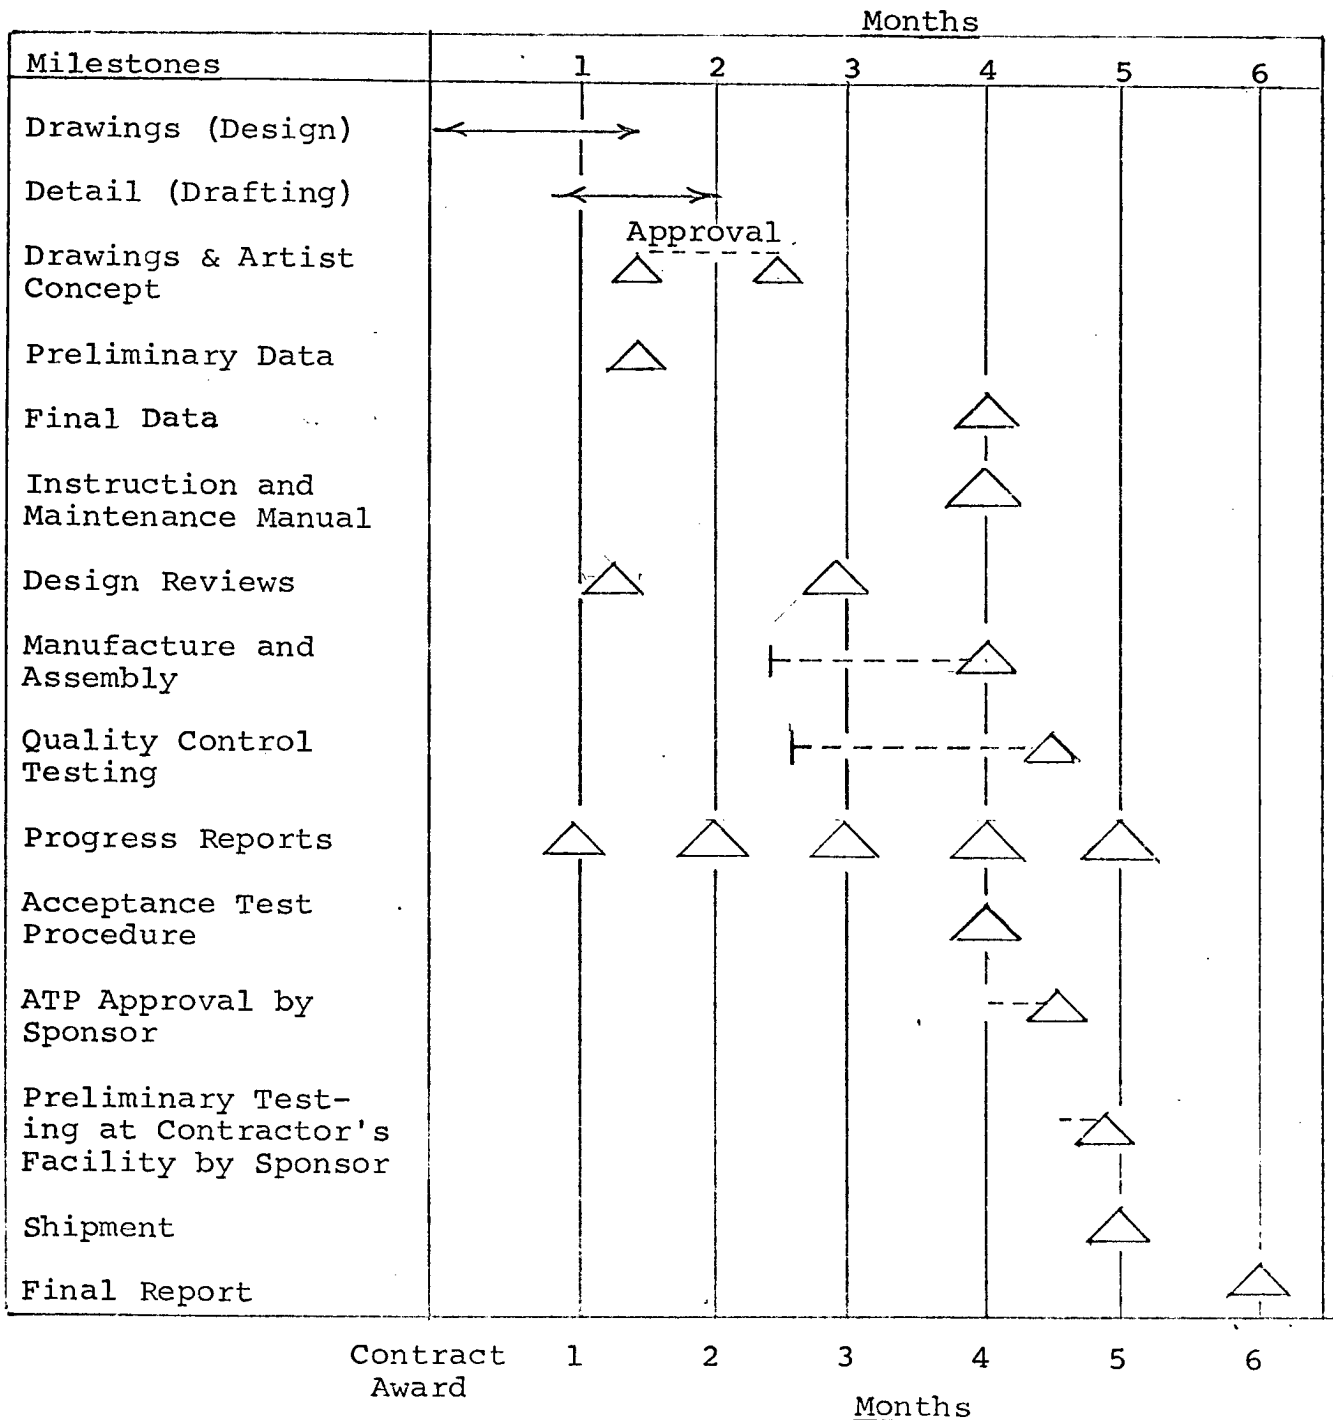 Months
Milestones 1 2 3 4 5 6
Drawings (Design)
Detail (Drafting)
Approval
Drawings & Artist
Concept
Preliminary Data
Final Data
Instruction and
Maintenance Manual
Design Reviews
Manufacture and
Assembly
Quality Control
Testing
Progress Reports
Acceptance Test
Procedure
ATP Approval by
Sponsor
Preliminary Test-
ing at Contractor's
Facility by Sponsor
Shipment
Final Report
Contract 1 2 3 4 5 6
Award
Months